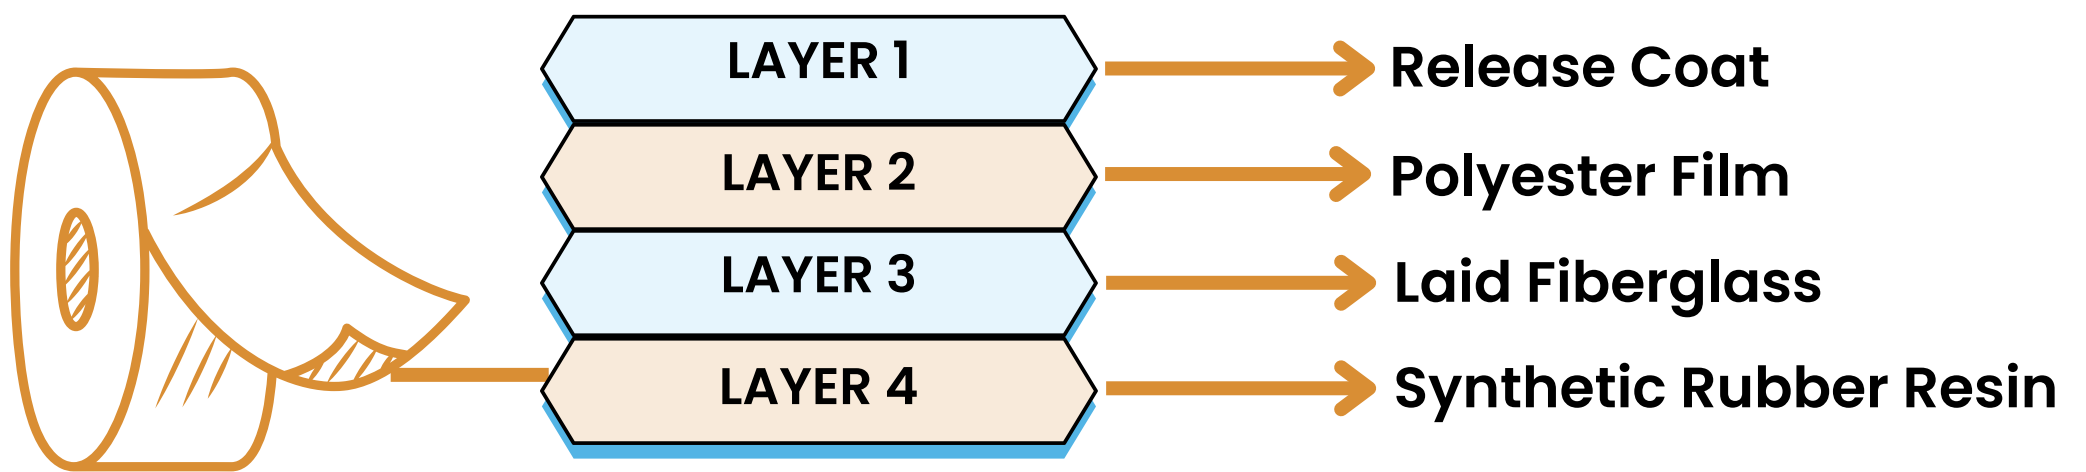 LAYER 1
Release Coat
LAYER 2
Polyester Film
LAYER 3
Laid Fiberglass
LAYER 4
Synthetic Rubber Resin